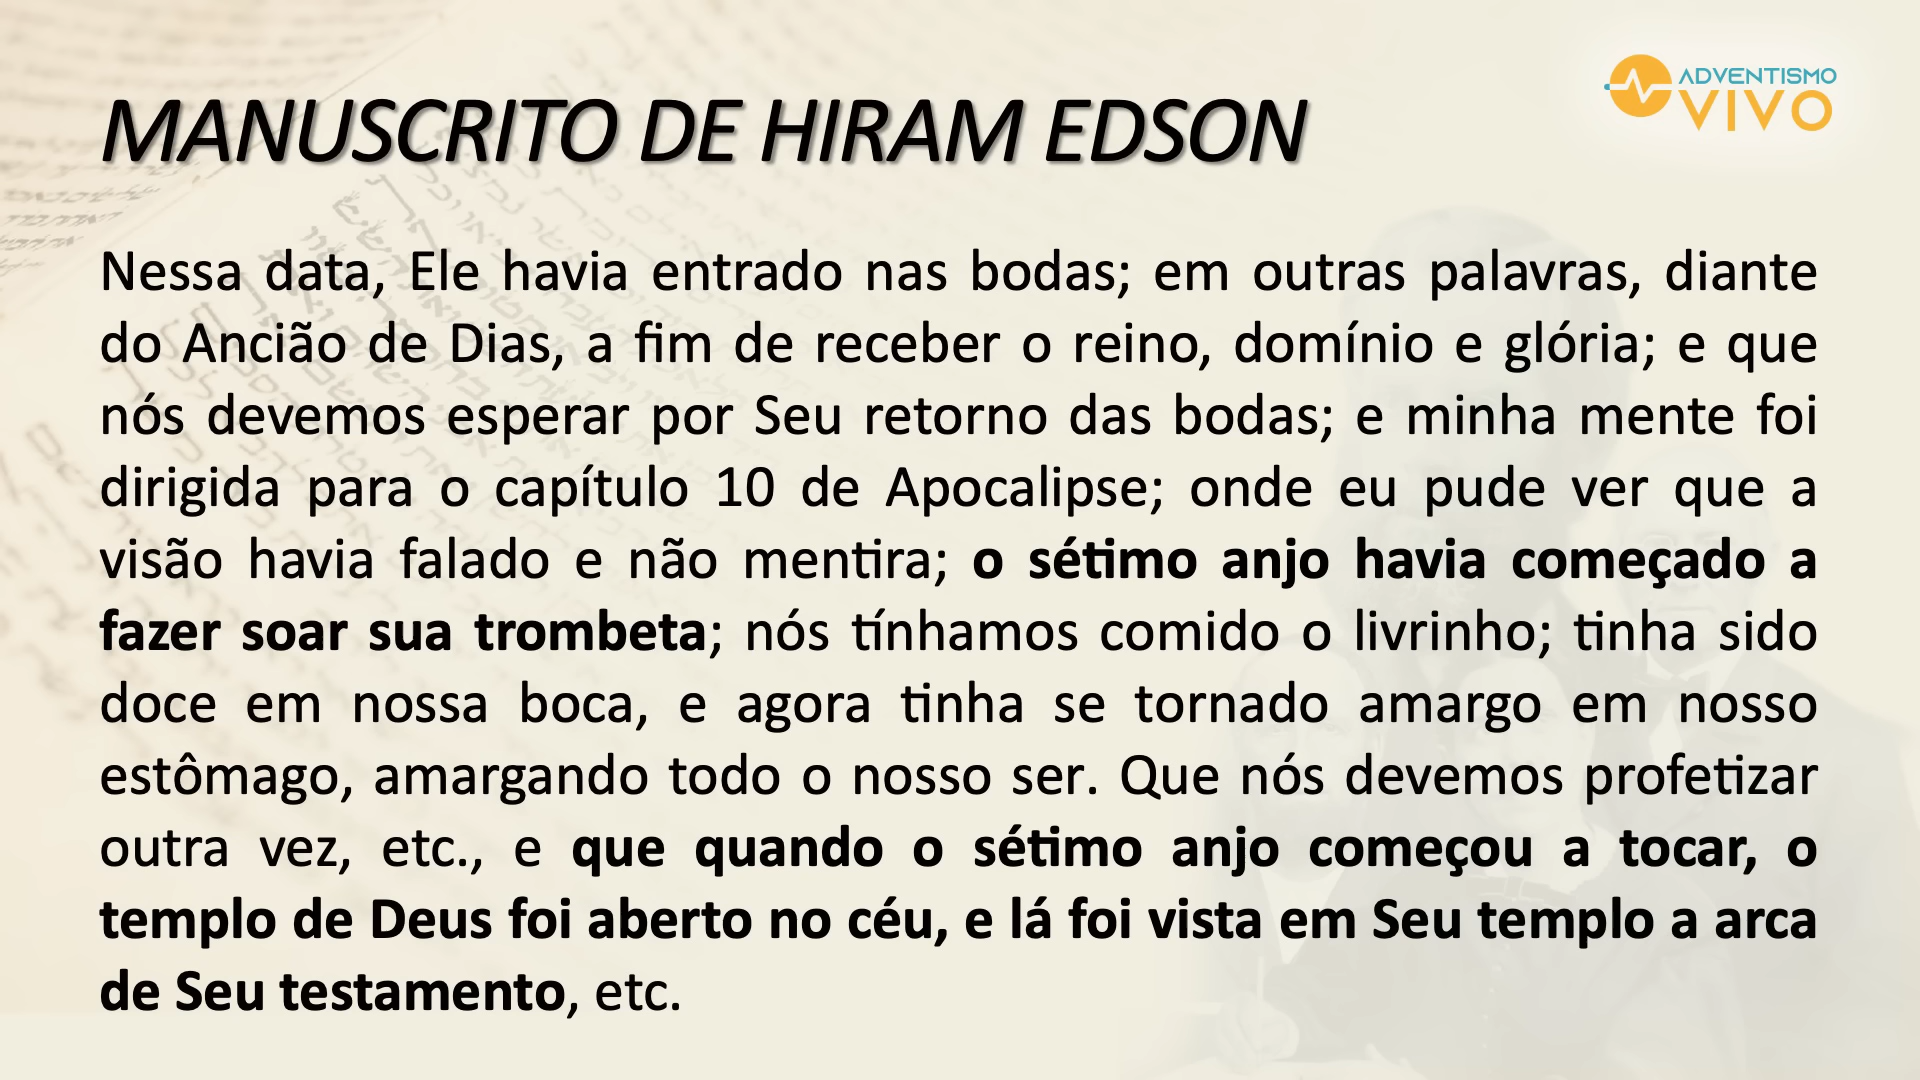 ADVENTISMO
VIVO
MANUSCRITO DE HIRAM EDSON
Nessa data, Ele havia entrado nas bodas; em outras palavras, diante
do Ancião de Dias, a fim de receber o reino, domínio e glória; e que
nós devemos esperar por Seu retorno das bodas; e minha mente foi
dirigida para o capítulo 10 de Apocalipse; onde eu pude ver que a
visão havia falado e não mentira; o sétimo anjo havia começado a
fazer soar sua trombeta; nós tínhamos comido o livrinho; tinha sido
doce em nossa boca, e agora tinha se tornado amargo em nosso
estômago, amargando todo o nosso ser. Que nós devemos profetizar
outra vez, etc., e que quando o sétimo anjo começou a tocar, o
templo de Deus foi aberto no céu, e lá foi vista em Seu templo a arca
de Seu testamento, etc.